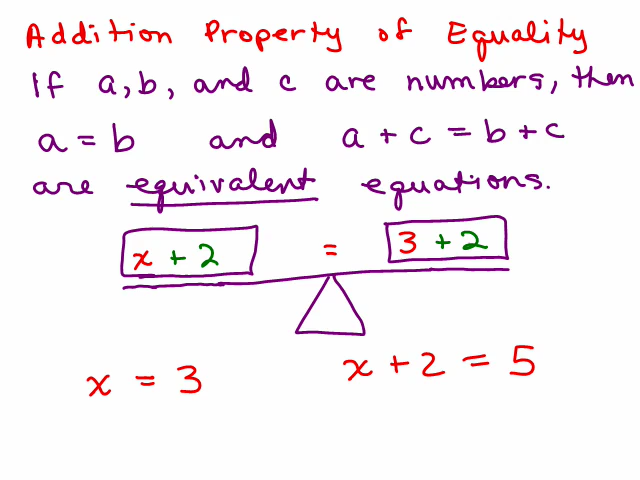 Addition Property of Equality
If a, b, and c are numbers, then
a = b and a + c = b + c
are equivalent equations.
x + 2 = 3 + 2
x = 3 x + 2 = 5